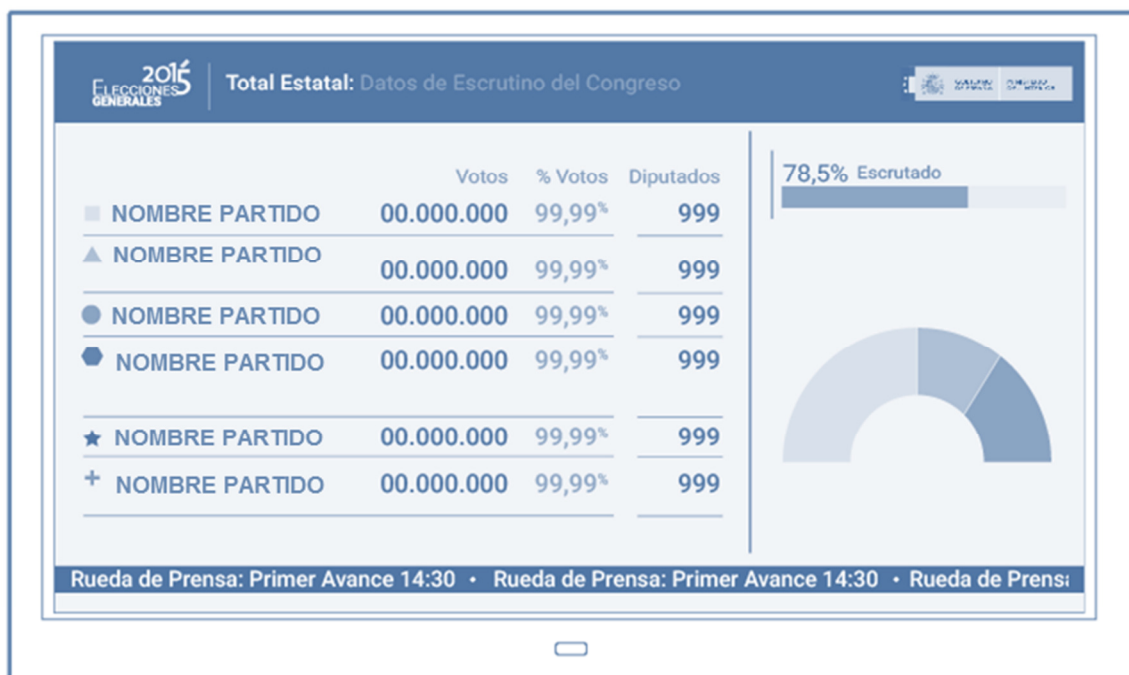 2015
ELECCIONES
GENERALES
Total Estatal: Datos de Escrutino del Congreso
Votos % Votos Diputados
NOMBRE PARTIDO 00.000.000 99,99% 999
NOMBRE PARTIDO 00.000.000 99,99% 999
NOMBRE PARTIDO 00.000.000 99,99% 999
NOMBRE PARTIDO 00.000.000 99,99% 999
NOMBRE PARTIDO 00.000.000 99,99% 999
NOMBRE PARTIDO 00.000.000 99,99% 999
78,5% Escrutado
Rueda de Prensa: Primer Avance 14:30 • Rueda de Prensa: Primer Avance 14:30 • Rueda de Prensa